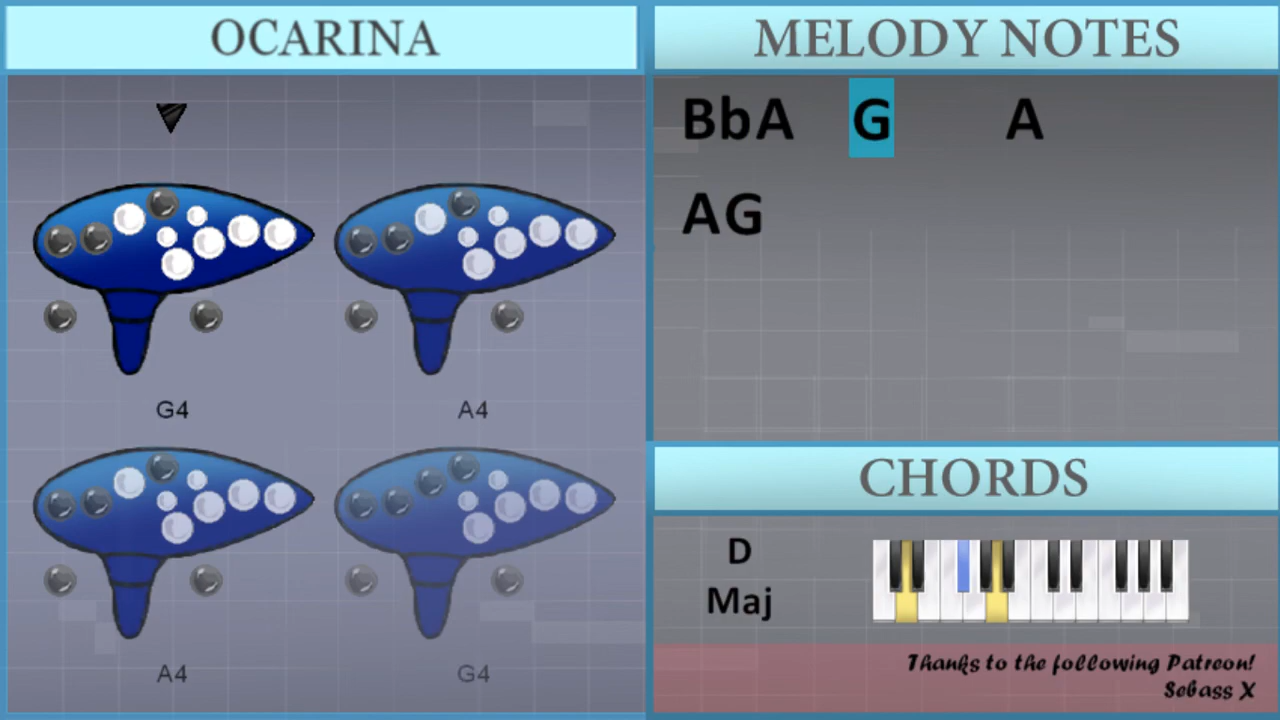 OCARINA
G4 A4
A4 G4
MELODY NOTES
BbA G A
AG
CHORDS
D
Maj
Thanks to the following Patreon!
Sebass X